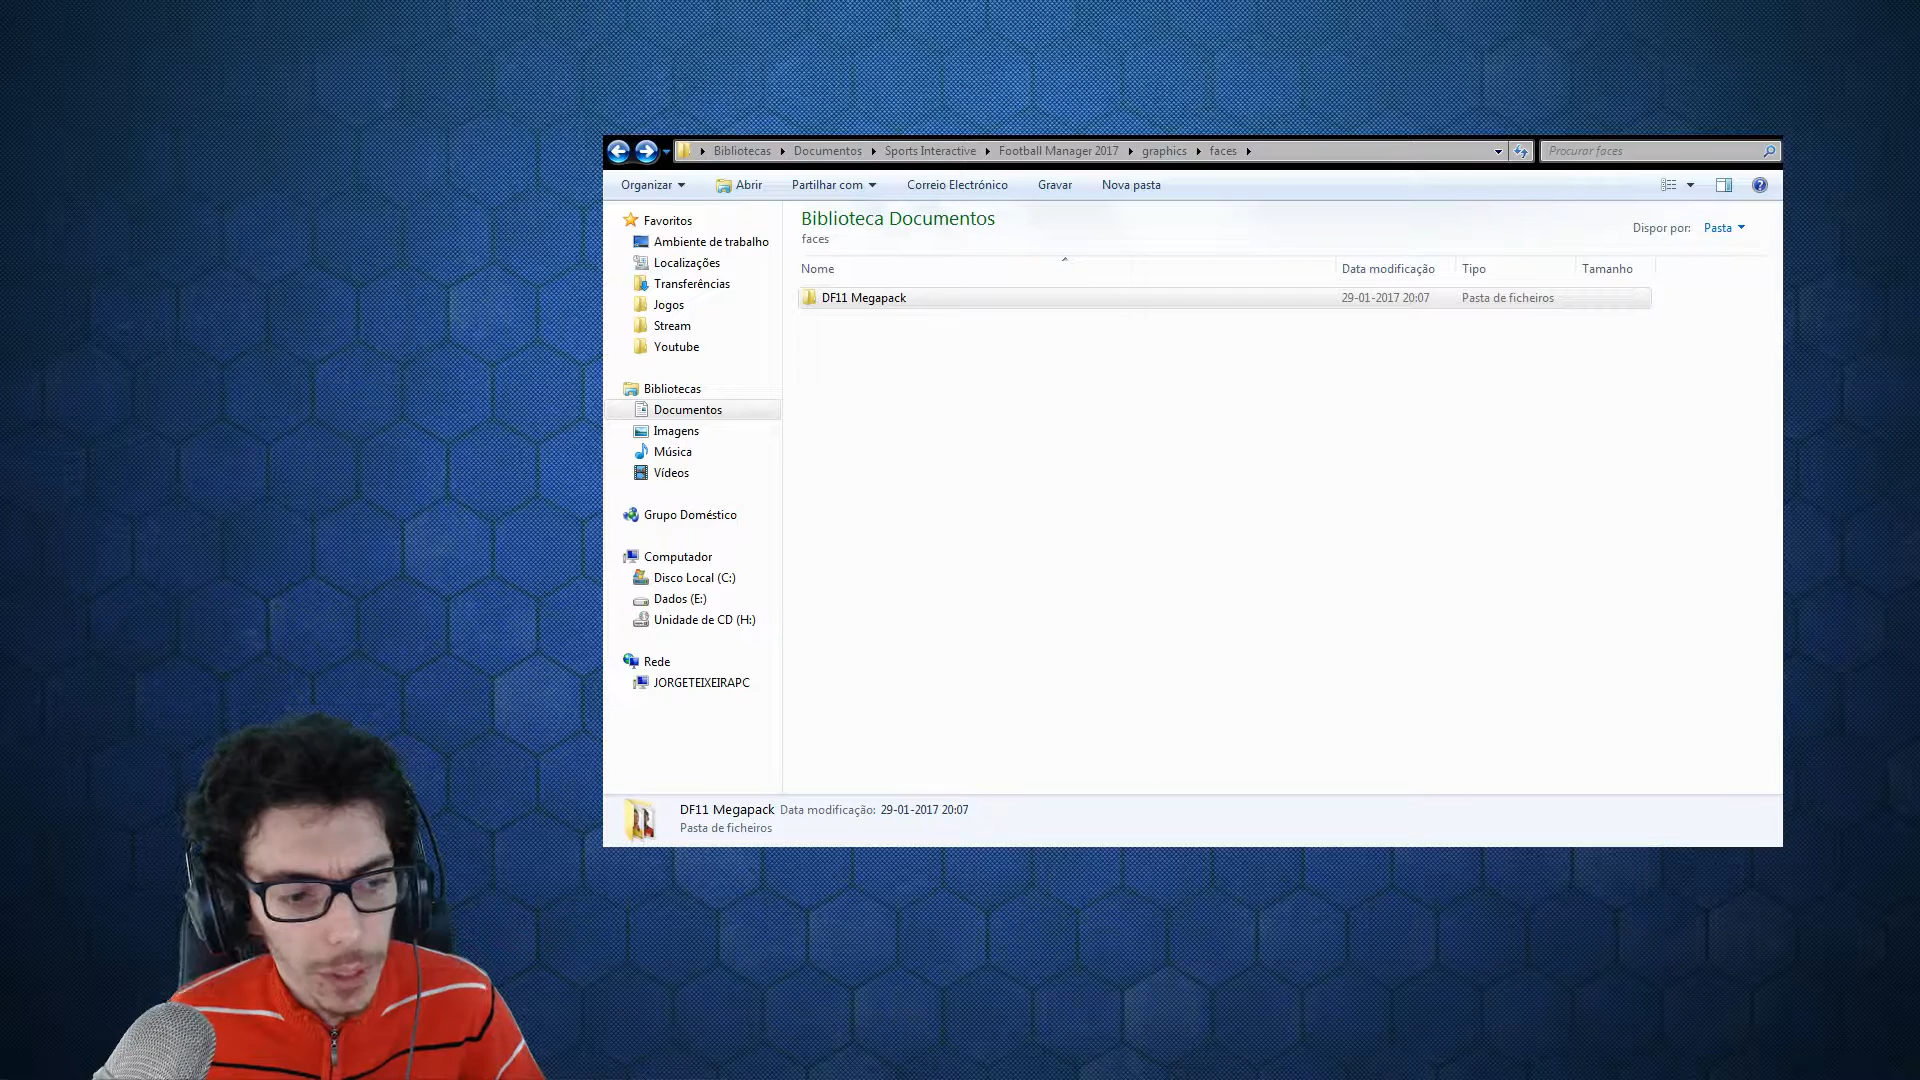 Bibliotecas Documentos Sports Interactive Football Manager 2017 graphics faces
Procurar faces
Organizar Abrir Partilhar com Correio Electrónico Gravar Nova pasta
Favoritos
Ambiente de trabalho
Localizações
Transferências
Jogos
Stream
Youtube
Bibliotecas
Documentos
Imagens
Música
Vídeos
Grupo Doméstico
Computador
Disco Local (C:)
Dados (E:)
Unidade de CD (H:)
Rede
JORGETEIXEIRAPC
Biblioteca Documentos
faces
Dispor por: Pasta
Nome Data modificação Tipo Tamanho
DF11 Megapack 29-01-2017 20:07 Pasta de ficheiros
DF11 Megapack Data modificação: 29-01-2017 20:07
Pasta de ficheiros